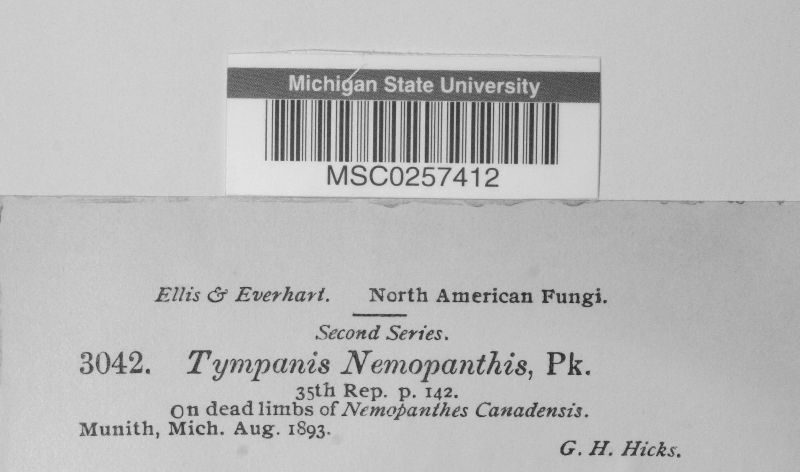 Michigan State University
MSC0257412
Ellis & Everhart. North American Fungi.
Second Series.
3042. Tympanis Nemopanthis, Pk.
35th Rep. p. 142.
On dead limbs of Nemopanthes Canadensis.
Munith, Mich. Aug. 1893.
G. H. Hicks.